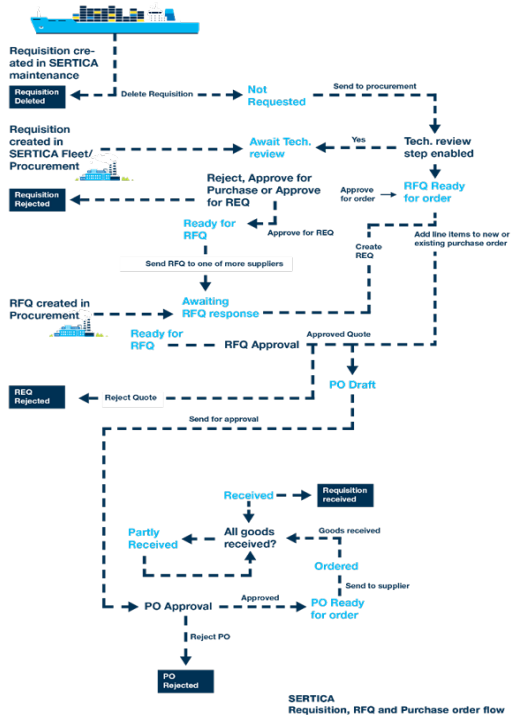 Requisition cre-
ated in SERTICA
maintenance
Requisition
Deleted
Delete Requisition
Not
Requested
Send to procurement
Requisition
created in
SERTICA Fleet/
Procurement
Await Tech.
review
Yes
Tech. review
step enabled
Requisition
Rejected
Reject, Approve for
Purchase or Approve
for REQ
Approve
for order
RFQ Ready
for order
Ready for
RFQ
Approve for REQ
Add line items to new or
existing purchase order
Create
REQ
Send RFQ to one of more suppliers
Awaiting
RFQ response
RFQ created in
Procurement
Ready for
RFQ
RFQ Approval
Approved Quote
PO Draft
REQ
Rejected
Reject Quote
Send for approval
Received
Requisition
received
Partly
Received
All goods
received?
Goods received
Ordered
Send to supplier
PO Approval
Approved
PO Ready
for order
Reject PO
PO
Rejected
SERTICA
Requisition, RFQ and Purchase order flow